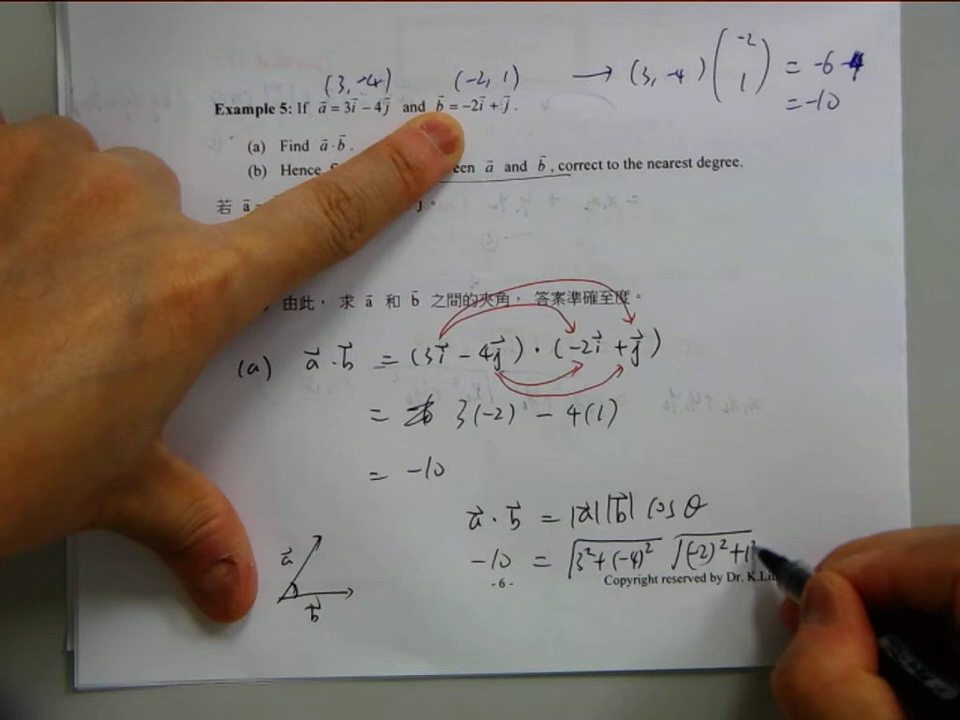 (3, -4) (-2, 1) → (3, -4) ( -2 1 ) = -6-4
= -10
Example 5: If a⃗ = 3i⃗ − 4j⃗ and b⃗ = −2i⃗ + j⃗ .
(a) Find a⃗ · b⃗ .
(b) Hence a⃗ and b⃗ , correct to the nearest degree.
若 a⃗
由此， 求 a⃗ 和 b⃗ 之間的夾角， 答案準確至度。
(a) a⃗ · b⃗ = (3i⃗ − 4j⃗) · (−2i⃗ + j⃗)
= 3(-2) − 4(1)
= -10
a⃗ · b⃗ = |a⃗||b⃗| cos θ
-10 = √(3²+(-4)²) √((-2)²+1²)
a⃗
b⃗
-6-
Copyright reserved by Dr.